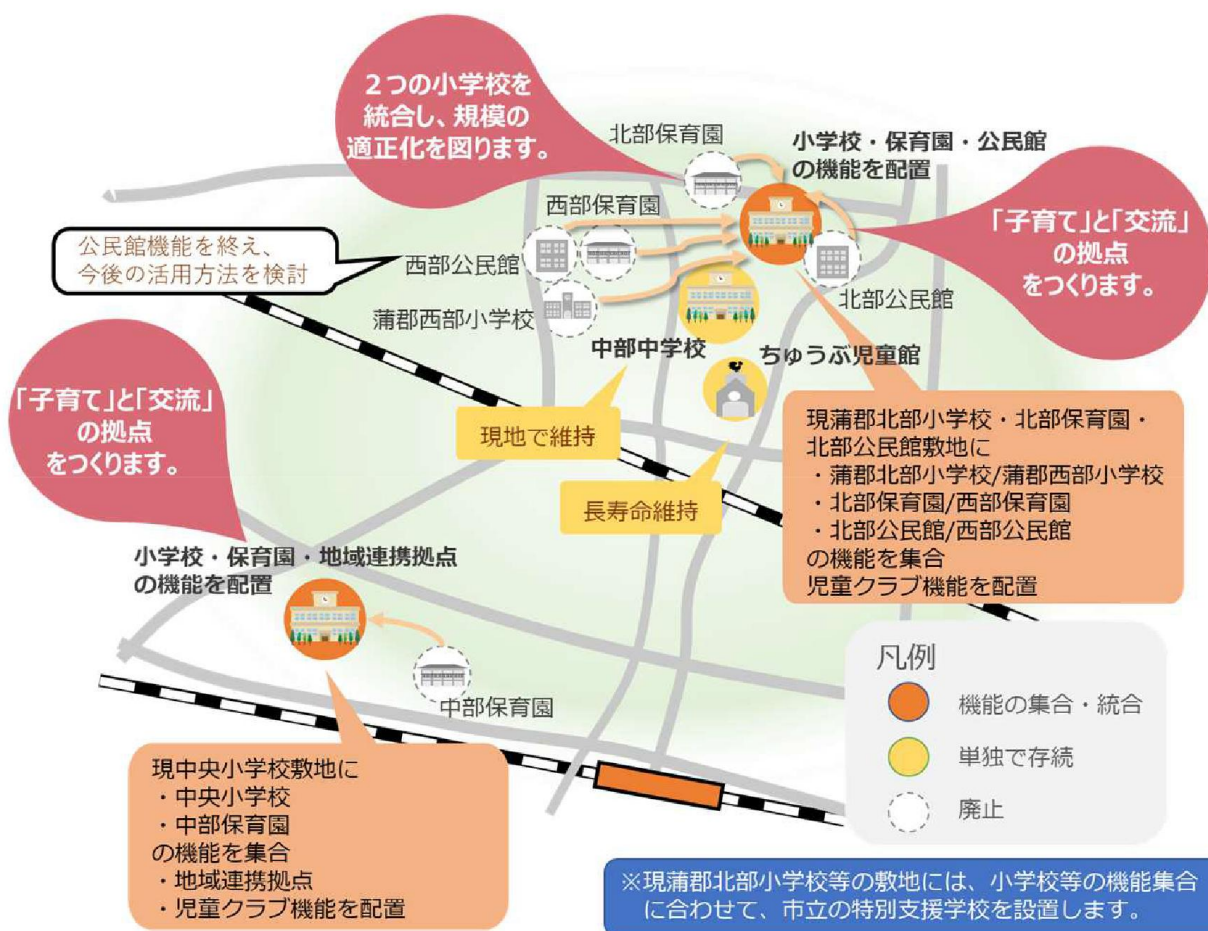 2つの小学校を
統合し、規模の
適正化を図ります。
北部保育園
小学校・保育園・公民館
の機能を配置
西部保育園
「子育て」と「交流」
の拠点
をつくります。
公民館機能を終え、
今後の活用方法を検討
西部公民館
北部公民館
蒲郡西部小学校
中部中学校
ちゅうぶ児童館
「子育て」と「交流」
の拠点
をつくります。
現地で維持
長寿命維持
現蒲郡北部小学校・北部保育園・
北部公民館敷地に
・蒲郡北部小学校/蒲郡西部小学校
・北部保育園/西部保育園
・北部公民館/西部公民館
の機能を集合
児童クラブ機能を配置
小学校・保育園・地域連携拠点
の機能を配置
中部保育園
現中央小学校敷地に
・中央小学校
・中部保育園
の機能を集合
・地域連携拠点
・児童クラブ機能を配置
凡例
機能の集合・統合
単独で存続
廃止
※現蒲郡北部小学校等の敷地には、小学校等の機能集合
に合わせて、市立の特別支援学校を設置します。